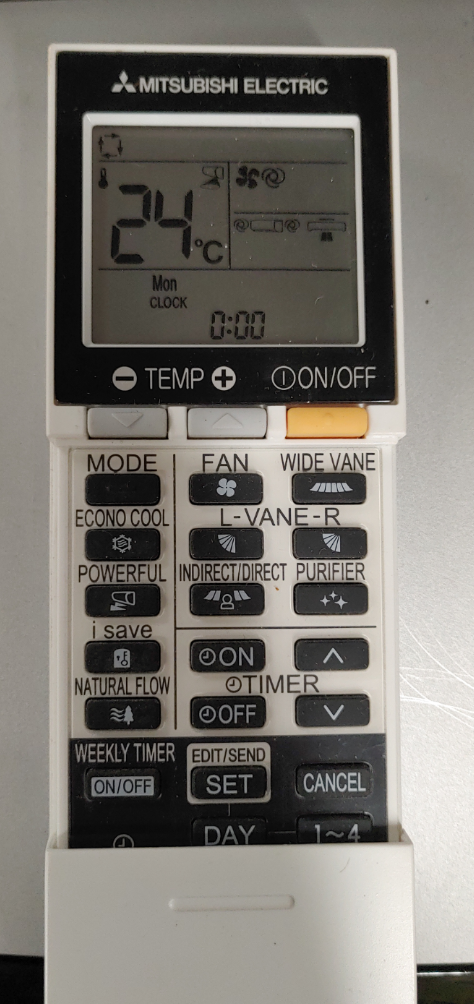 MITSUBISHI ELECTRIC
24°C
Mon
CLOCK
0:00
TEMP ON/OFF
MODE FAN WIDE VANE
ECONO COOL L-VANE-R
POWERFUL INDIRECT/DIRECT PURIFIER
i save ON
NATURAL FLOW TIMER
OFF
WEEKLY TIMER EDIT/SEND
ON/OFF SET CANCEL
DAY 1~4